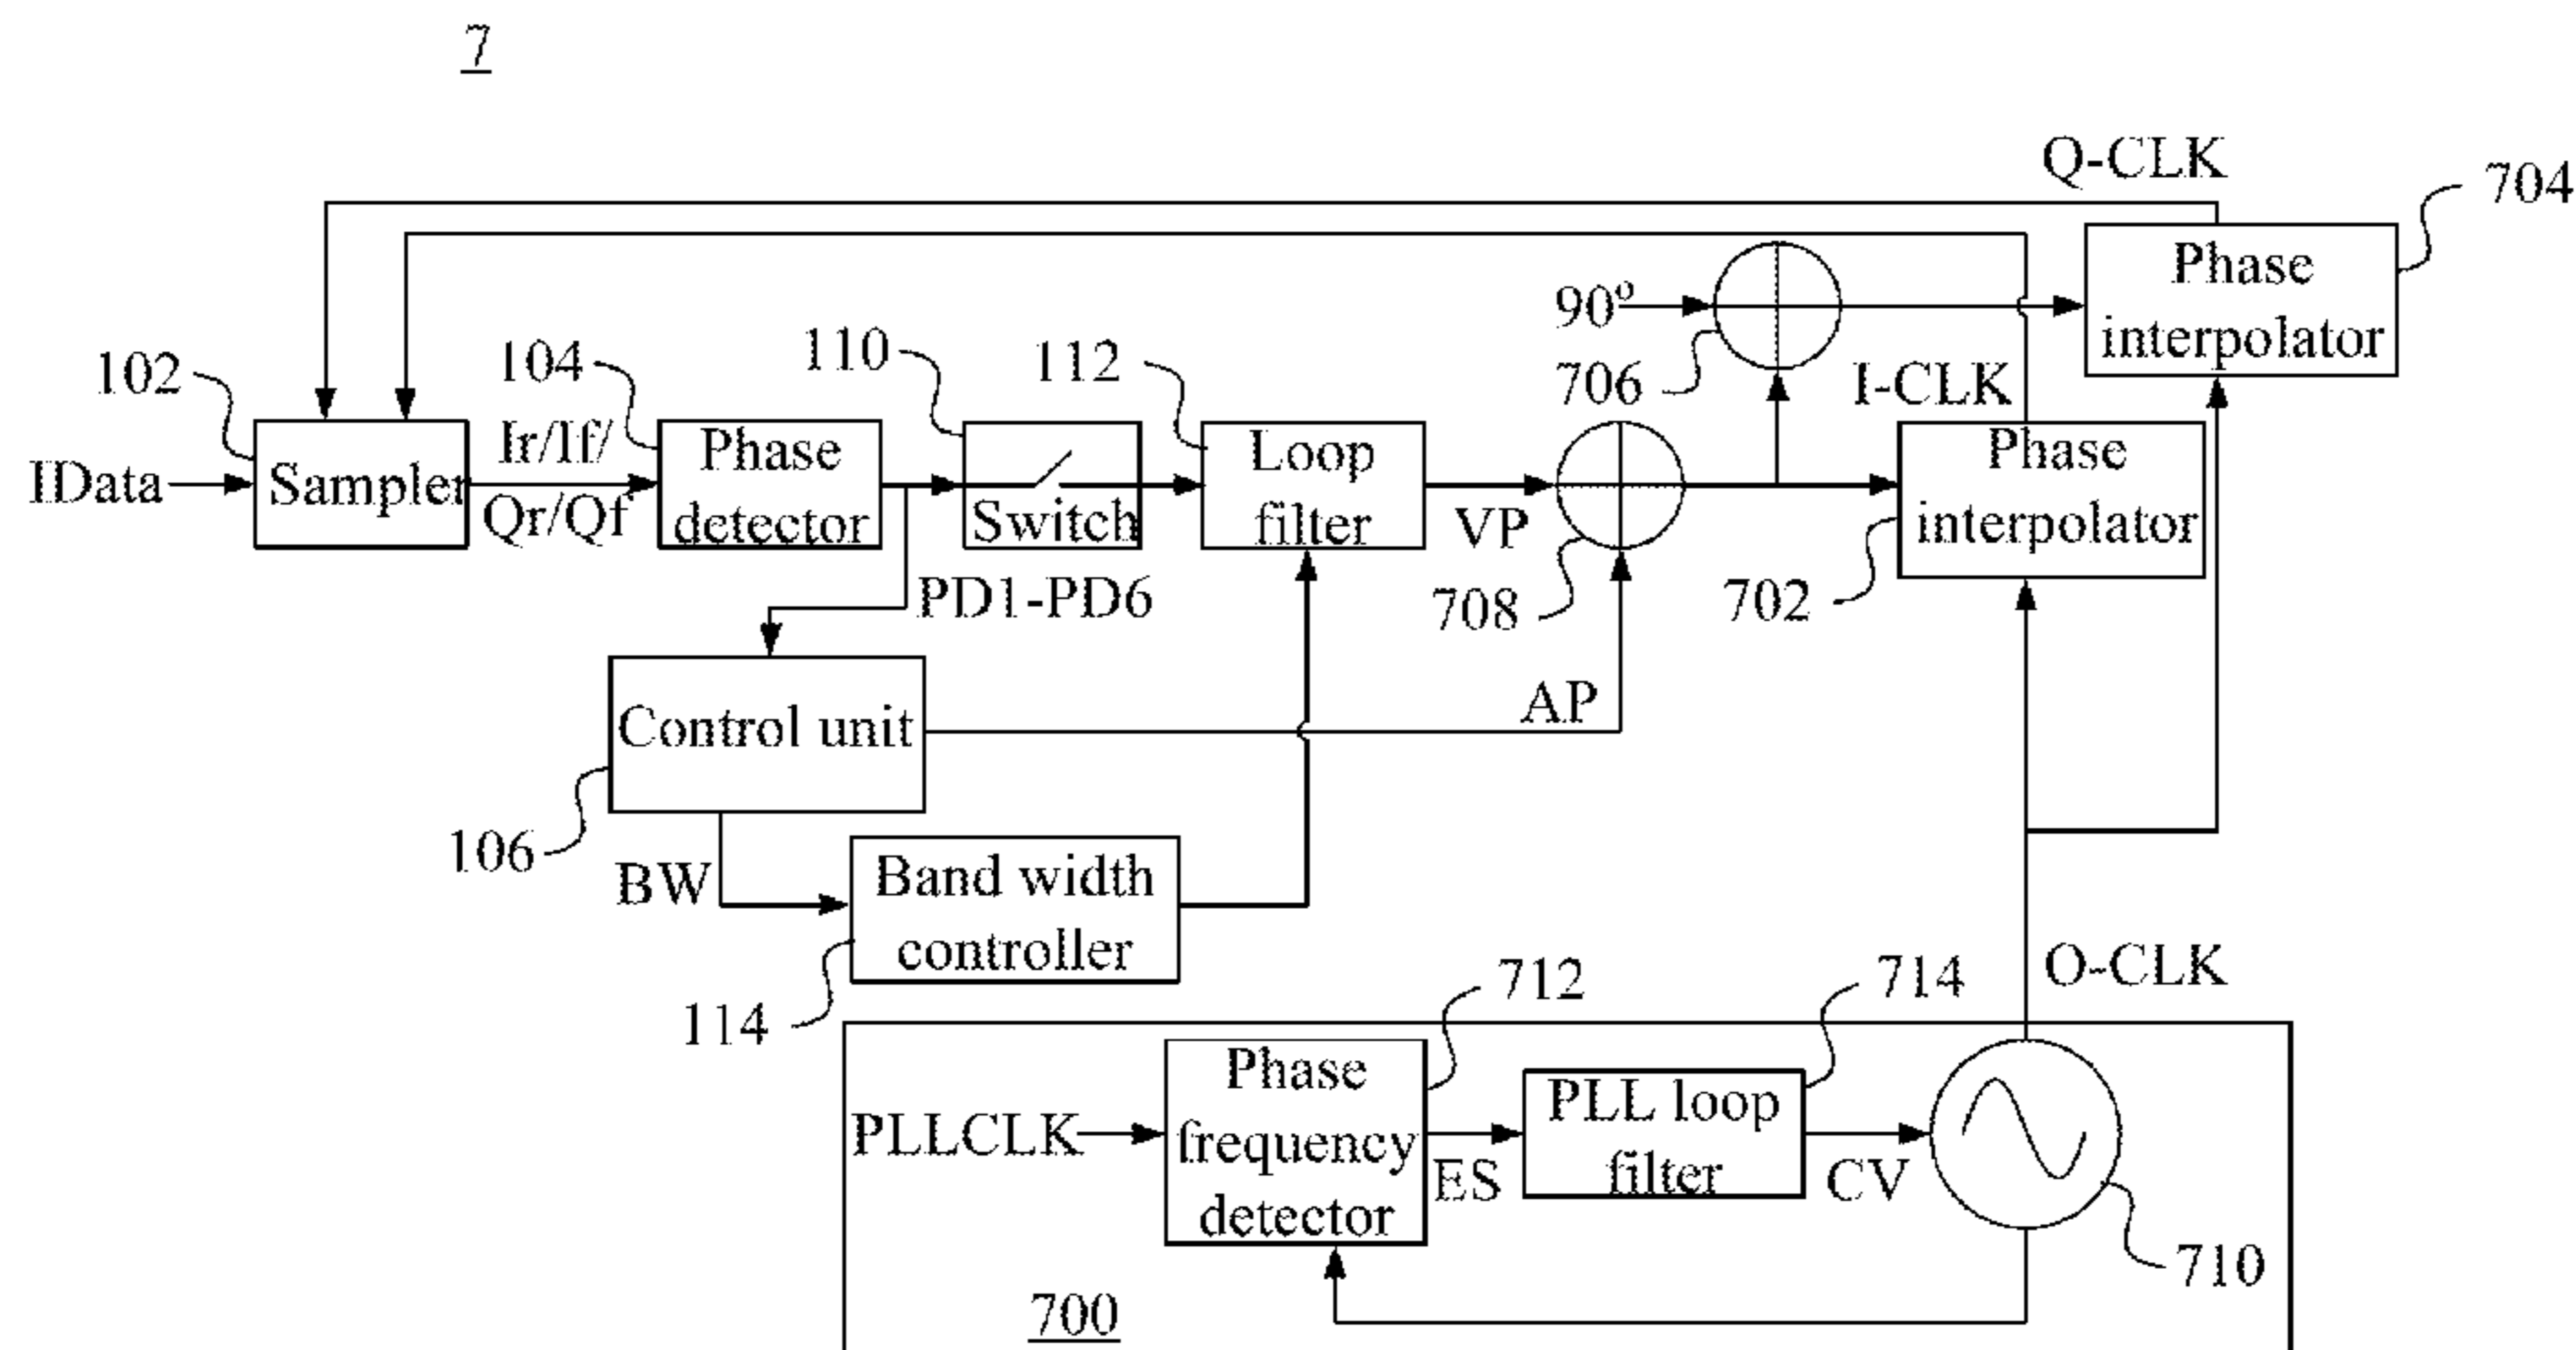 7
Q-CLK
704
Phase
interpolator
90º
706
I-CLK
102
104
110
112
IData
Sampler
Ir/If/
Qr/Qf
Phase
detector
Switch
Loop
filter
VP
708
Phase
interpolator
702
PD1-PD6
Control unit
AP
106
BW
Band width
controller
114
O-CLK
712
714
PLLCLK
Phase
frequency
detector
ES
PLL loop
filter
CV
710
700